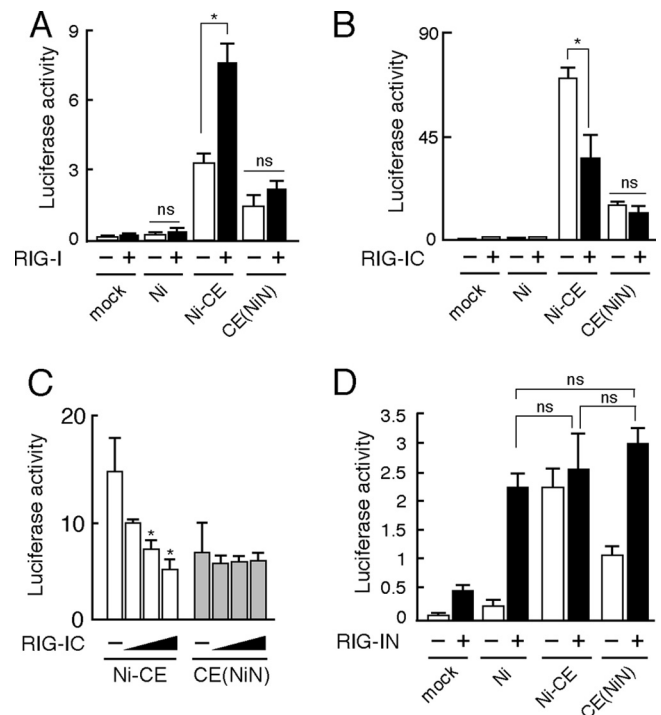 A
Luciferase activity
9
6
3
0
*
ns
ns
RIG-I
− + − + − + − +
mock Ni Ni-CE CE(NiN)
B
Luciferase activity
90
45
0
*
ns
RIG-IC
− + − + − + − +
mock Ni Ni-CE CE(NiN)
C
Luciferase activity
20
10
0
* *
RIG-IC
− −
Ni-CE CE(NiN)
D
Luciferase activity
3.5
3
2.5
2
1.5
1
0.5
0
ns
ns ns
RIG-IN
− + − + − + − +
mock Ni Ni-CE CE(NiN)